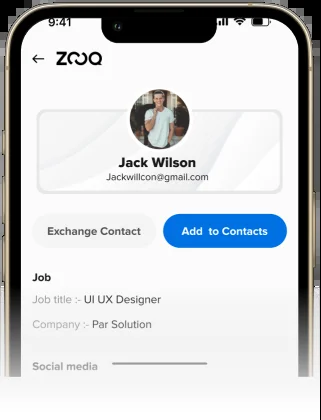 9:41
ZOOQ
Jack Wilson
Jackwillcon@gmail.com
Exchange Contact
Add to Contacts
Job
Job title :- UI UX Designer
Company :- Par Solution
Social media